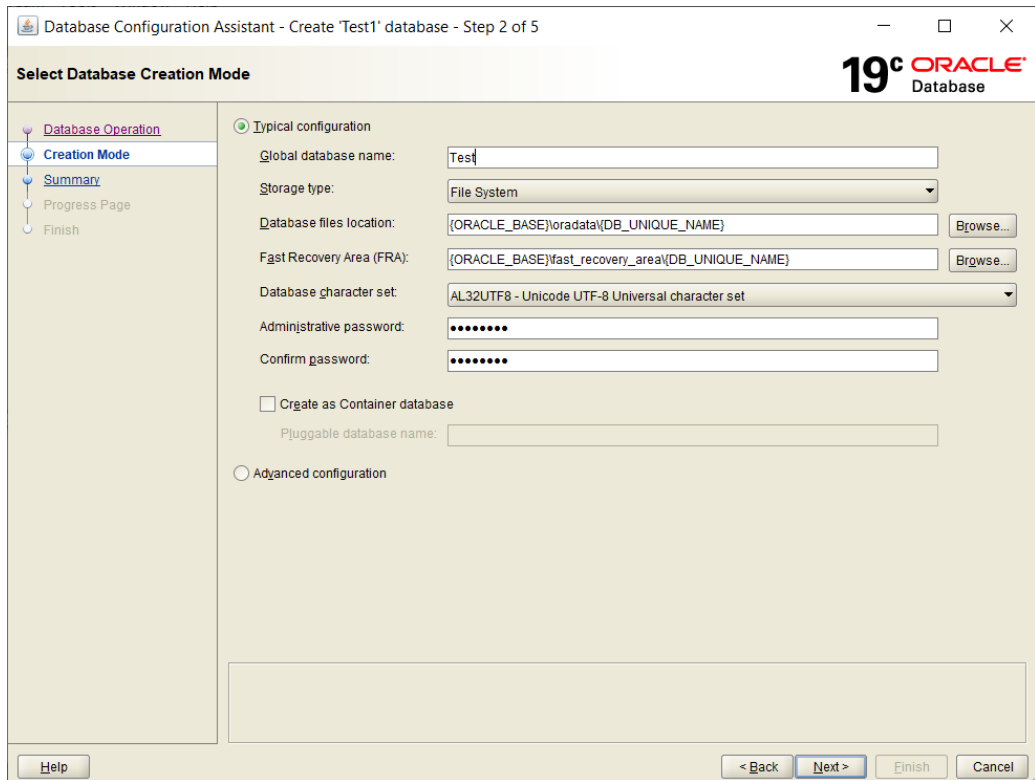 Database Configuration Assistant - Create 'Test1' database - Step 2 of 5
Select Database Creation Mode
19c ORACLE
Database
Database Operation
Creation Mode
Summary
Progress Page
Finish
Typical configuration
Global database name: Test
Storage type: File System
Database files location: {ORACLE_BASE}\oradata\{DB_UNIQUE_NAME} Browse...
Fast Recovery Area (FRA): {ORACLE_BASE}\fast_recovery_area\{DB_UNIQUE_NAME} Browse...
Database character set: AL32UTF8 - Unicode UTF-8 Universal character set
Administrative password: ••••••••
Confirm password: ••••••••
Create as Container database
Pluggable database name:
Advanced configuration
Help < Back Next > Finish Cancel